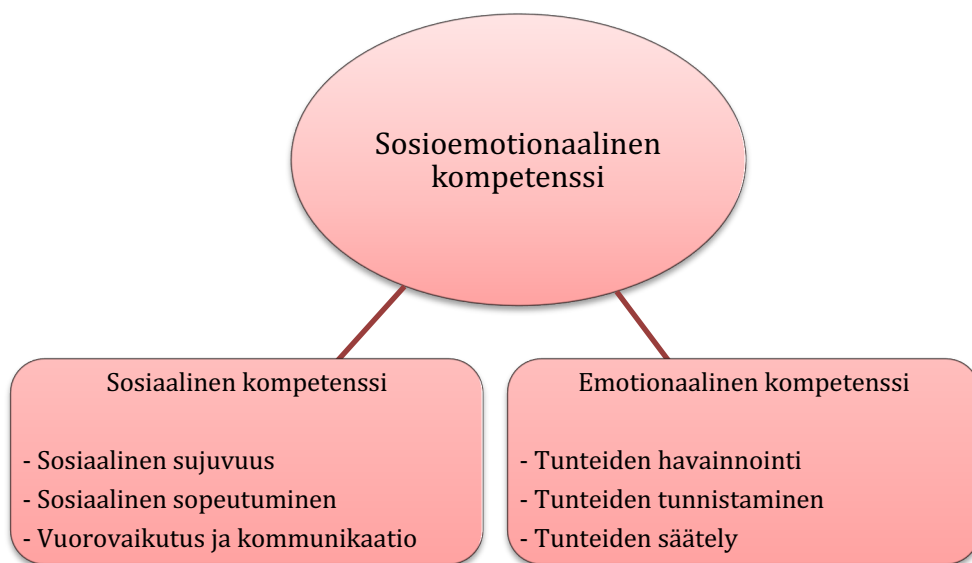 Sosioemotionaalinen
kompetenssi
Sosiaalinen kompetenssi
- Sosiaalinen sujuvuus
- Sosiaalinen sopeutuminen
- Vuorovaikutus ja kommunikaatio
Emotionaalinen kompetenssi
- Tunteiden havainnointi
- Tunteiden tunnistaminen
- Tunteiden säätely